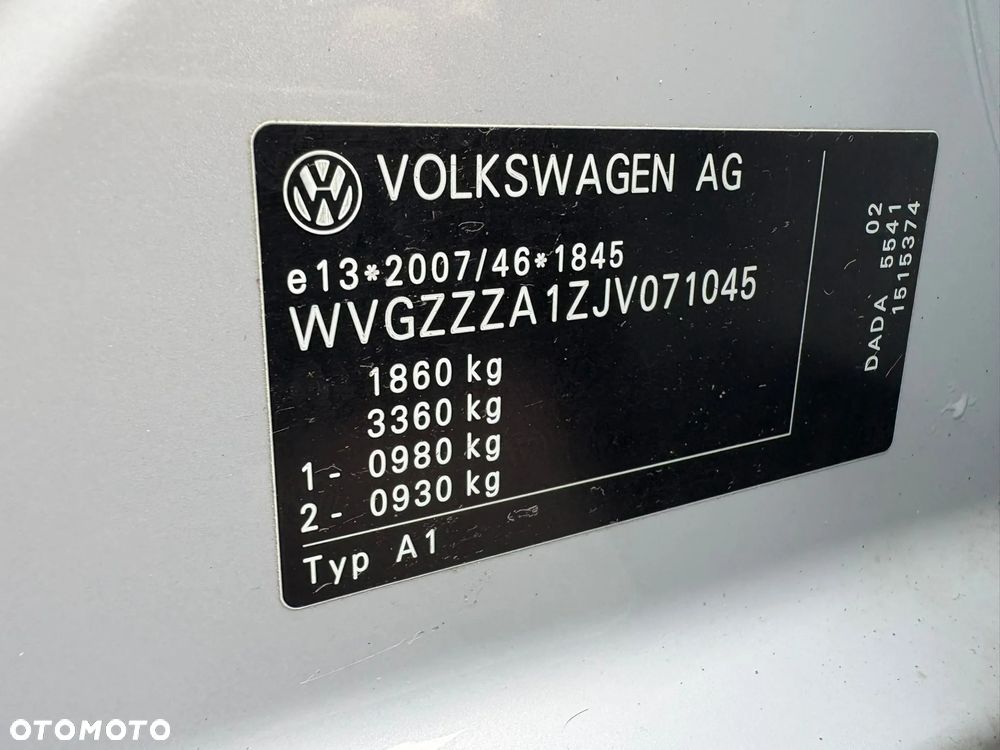 VOLKSWAGEN AG
e13*2007/46*1845
WVGZZZA1ZJV071045
1860 kg
3360 kg
1- 0980 kg
2- 0930 kg
Typ A1
DADA 5541 02
1515374
OTOMOTO